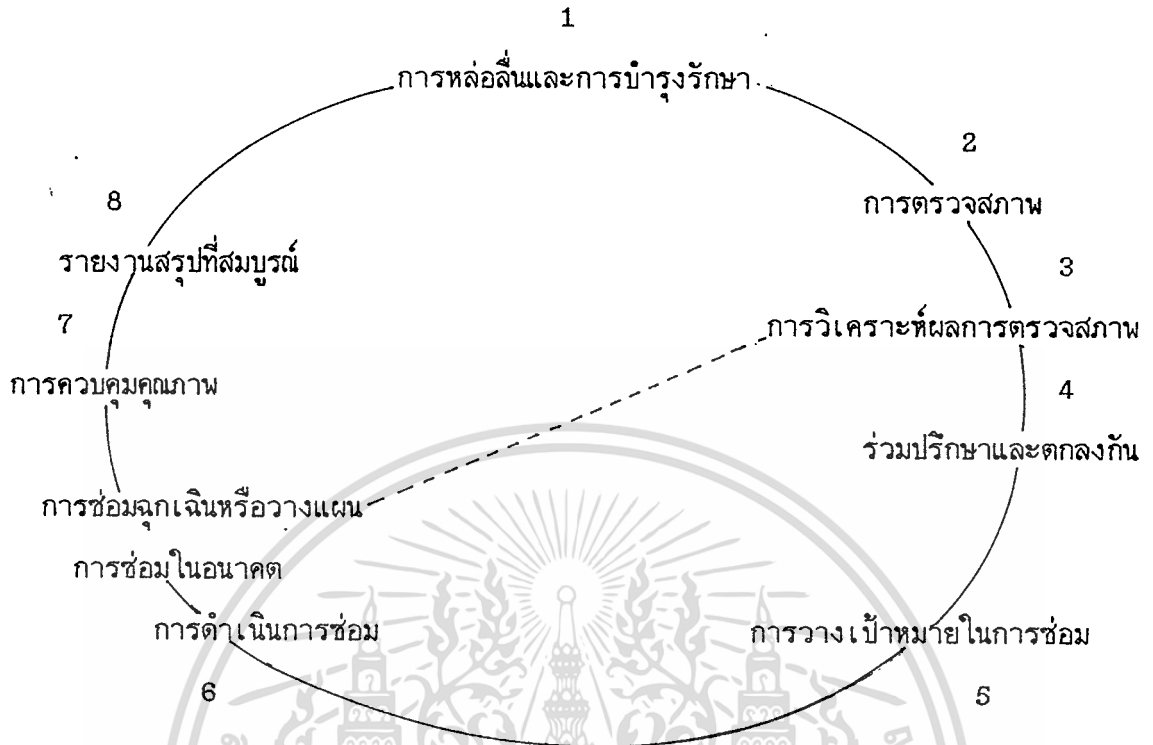 1
การหล่อลื่นและการบำรุงรักษา
2
การตรวจสภาพ
3
การวิเคราะห์ผลการตรวจสภาพ
4
ร่วมปรึกษาและตกลงกัน
5
การวางเป้าหมายในการซ่อม
6
การดำเนินการซ่อม
การซ่อมฉุกเฉินหรือวางแผน
การซ่อมในอนาคต
7
การควบคุมคุณภาพ
8
รายงานสรุปที่สมบูรณ์